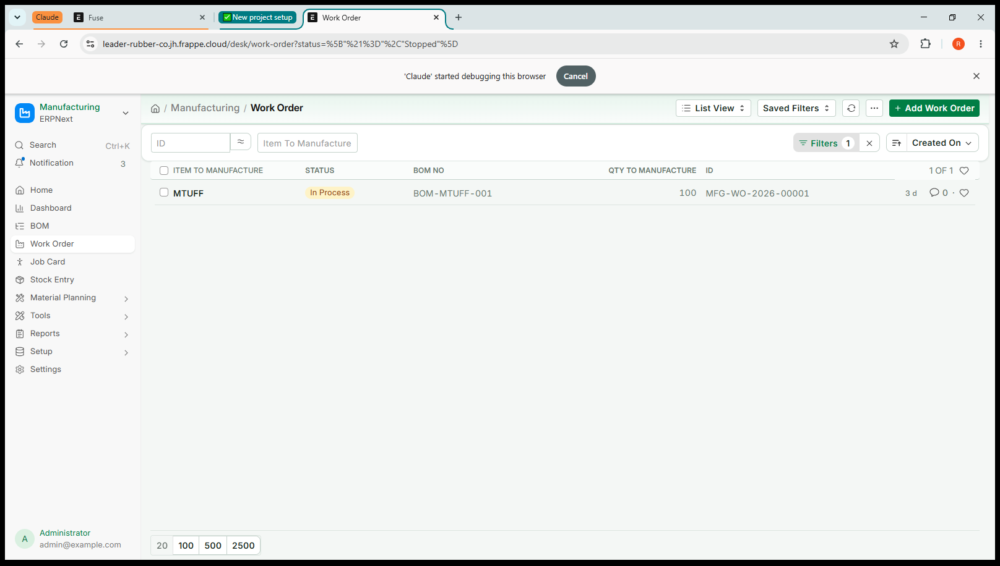 Claude
Fuse
New project setup
Work Order
leader-rubber-co.jh.frappe.cloud/desk/work-order?status=%5B"%21%3D"%2C"Stopped"%5D
R
'Claude' started debugging this browser
Cancel
Manufacturing
ERPNext
/ Manufacturing / Work Order
List View
Saved Filters
+ Add Work Order
Search
Ctrl+K
Notification
3
Home
Dashboard
BOM
Work Order
Job Card
Stock Entry
Material Planning
Tools
Reports
Setup
Settings
A
Administrator
admin@example.com
ID
Item To Manufacture
Filters 1
Created On
ITEM TO MANUFACTURE STATUS BOM NO QTY TO MANUFACTURE ID 1 OF 1
MTUFF In Process BOM-MTUFF-001 100 MFG-WO-2026-00001 3 d 0 ·
20 100 500 2500